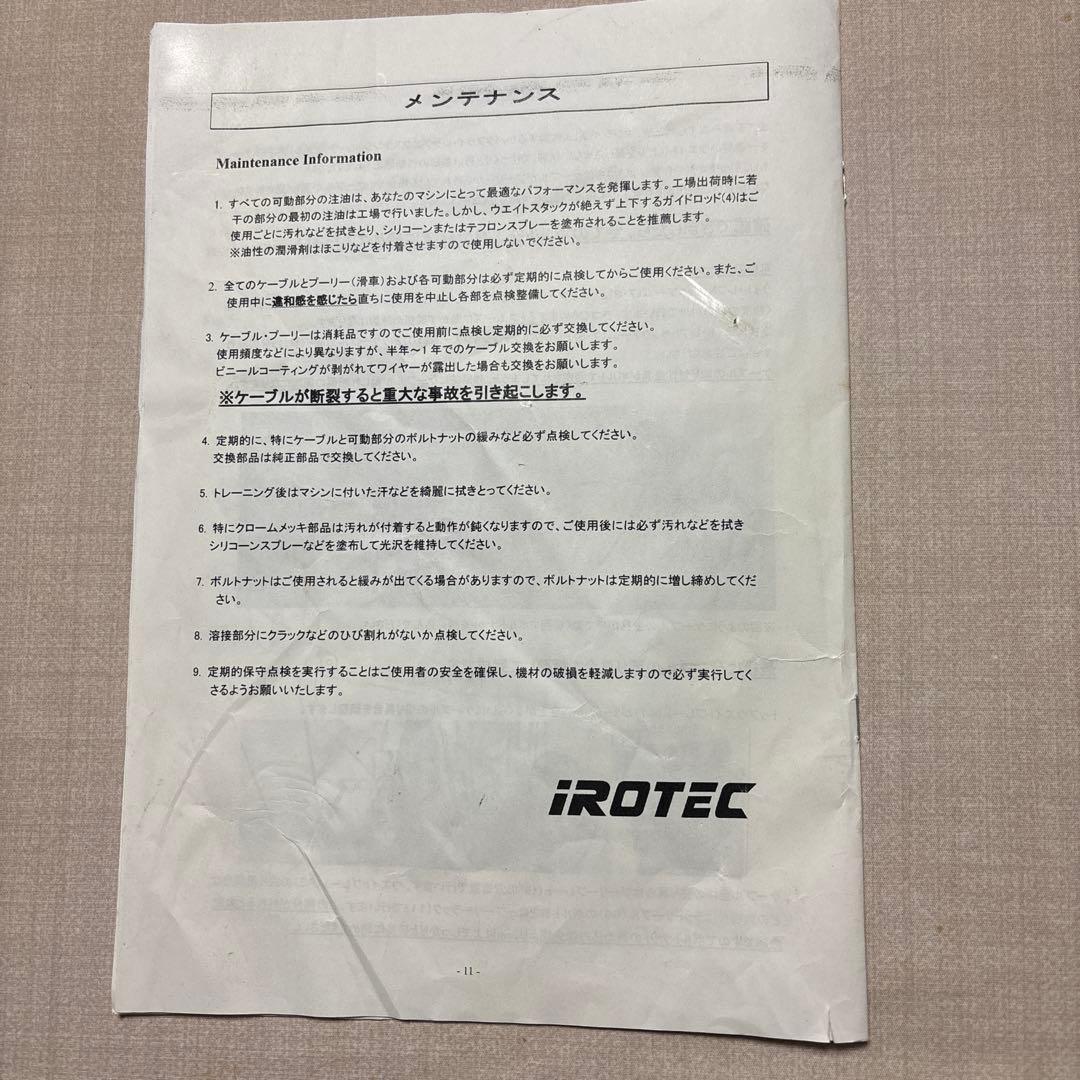 メンテナンス
Maintenance Information
1. すべての可動部分の注油は、あなたのマシンにとって最適なパフォーマンスを発揮します。工場出荷時に若
干の部分の最初の注油は工場で行いました。しかし、ウエイトスタックが絶えず上下するガイドロッド(4)はご
使用ごとに汚れなどを拭きとり、シリコーンまたはテフロンスプレーを塗布されることを推薦します。
※油性の潤滑剤はほこりなどを付着させますので使用しないでください。
2. 全てのケーブルとプーリー(滑車)および各可動部分は必ず定期的に点検してからご使用ください。また、ご
使用中に違和感を感じたら直ちに使用を中止し各部を点検整備してください。
3. ケーブル・プーリーは消耗品ですのでご使用前に点検し定期的に必ず交換してください。
使用頻度などにより異なりますが、半年～1年でのケーブル交換をお願いします。
ビニールコーティングが剥がれてワイヤーが露出した場合も交換をお願いします。
※ケーブルが断裂すると重大な事故を引き起こします。
4. 定期的に、特にケーブルと可動部分のボルトナットの緩みなど必ず点検してください。
交換部品は純正部品で交換してください。
5. トレーニング後はマシンに付いた汗などを綺麗に拭きとってください。
6. 特にクロームメッキ部品は汚れが付着すると動作が鈍くなりますので、ご使用後には必ず汚れなどを拭き
シリコーンスプレーなどを塗布して光沢を維持してください。
7. ボルトナットはご使用されると緩みが出てくる場合がありますので、ボルトナットは定期的に増し締めしてくだ
さい。
8. 溶接部分にクラックなどのひび割れがないか点検してください。
9. 定期的保守点検を実行することはご使用者の安全を確保し、機材の破損を軽減しますので必ず実行してく
さるようお願いいたします。
IROTEC
- 11 -